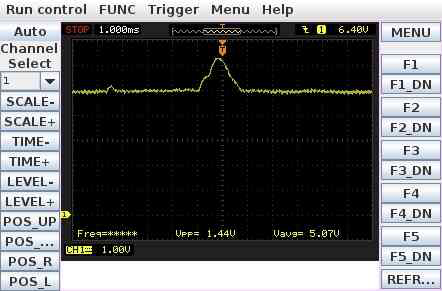 Run control FUNC Trigger Menu Help
Auto
Channel
Select
1
SCALE-
SCALE+
TIME-
TIME+
LEVEL-
LEVEL+
POS_UP
POS_...
POS_R
POS_L
STOP 1.000ms
T
1 6.40V
T
1
Freq=***** Vpp= 1.44V Vavg= 5.07V
CH1 1.00V
MENU
F1
F1_DN
F2
F2_DN
F3
F3_DN
F4
F4_DN
F5
F5_DN
REFR...